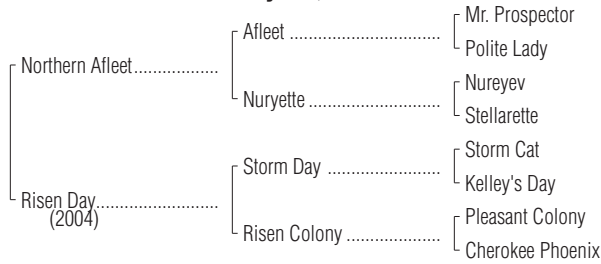 Mr. Prospector
Afleet
Polite Lady
Northern Afleet
Nureyev
Nuryette
Stellarette
Storm Cat
Storm Day
Kelley's Day
Risen Day
(2004)
Pleasant Colony
Risen Colony
Cherokee Phoenix